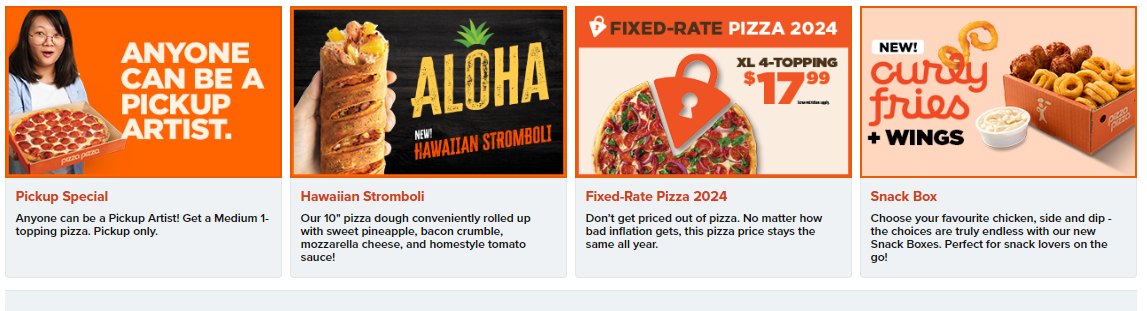 ANYONE
CAN BE A
PICKUP
ARTIST.
pizza pizza
Pickup Special
Anyone can be a Pickup Artist! Get a Medium 1-
topping pizza. Pickup only.
ALOHA
NEW!
HAWAIIAN STROMBOLI
Hawaiian Stromboli
Our 10" pizza dough conveniently rolled up
with sweet pineapple, bacon crumble,
mozzarella cheese, and homestyle tomato
sauce!
FIXED-RATE PIZZA 2024
XL 4-TOPPING
$17.99
Fixed-Rate Pizza 2024
Don't get priced out of pizza. No matter how
bad inflation gets, this pizza price stays the
same all year.
NEW!
curly
fries
+ WINGS
pizza pizza
Snack Box
Choose your favourite chicken, side and dip -
the choices are truly endless with our new
Snack Boxes. Perfect for snack lovers on the
go!